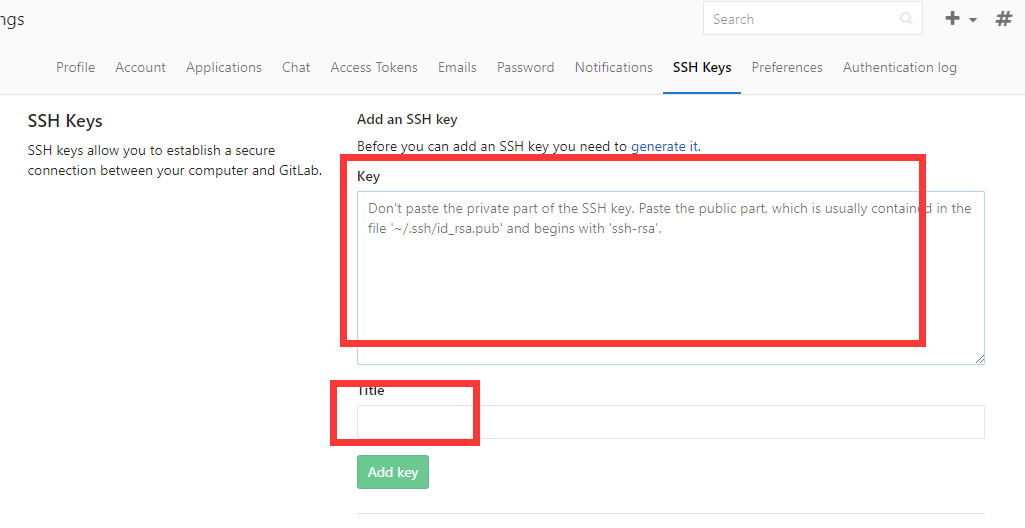 ngs
Search
Profile Account Applications Chat Access Tokens Emails Password Notifications SSH Keys Preferences Authentication log
SSH Keys
SSH keys allow you to establish a secure
connection between your computer and GitLab.
Add an SSH key
Before you can add an SSH key you need to generate it.
Key
Don't paste the private part of the SSH key. Paste the public part, which is usually contained in the
file '~/.ssh/id_rsa.pub' and begins with 'ssh-rsa'.
Title
Add key